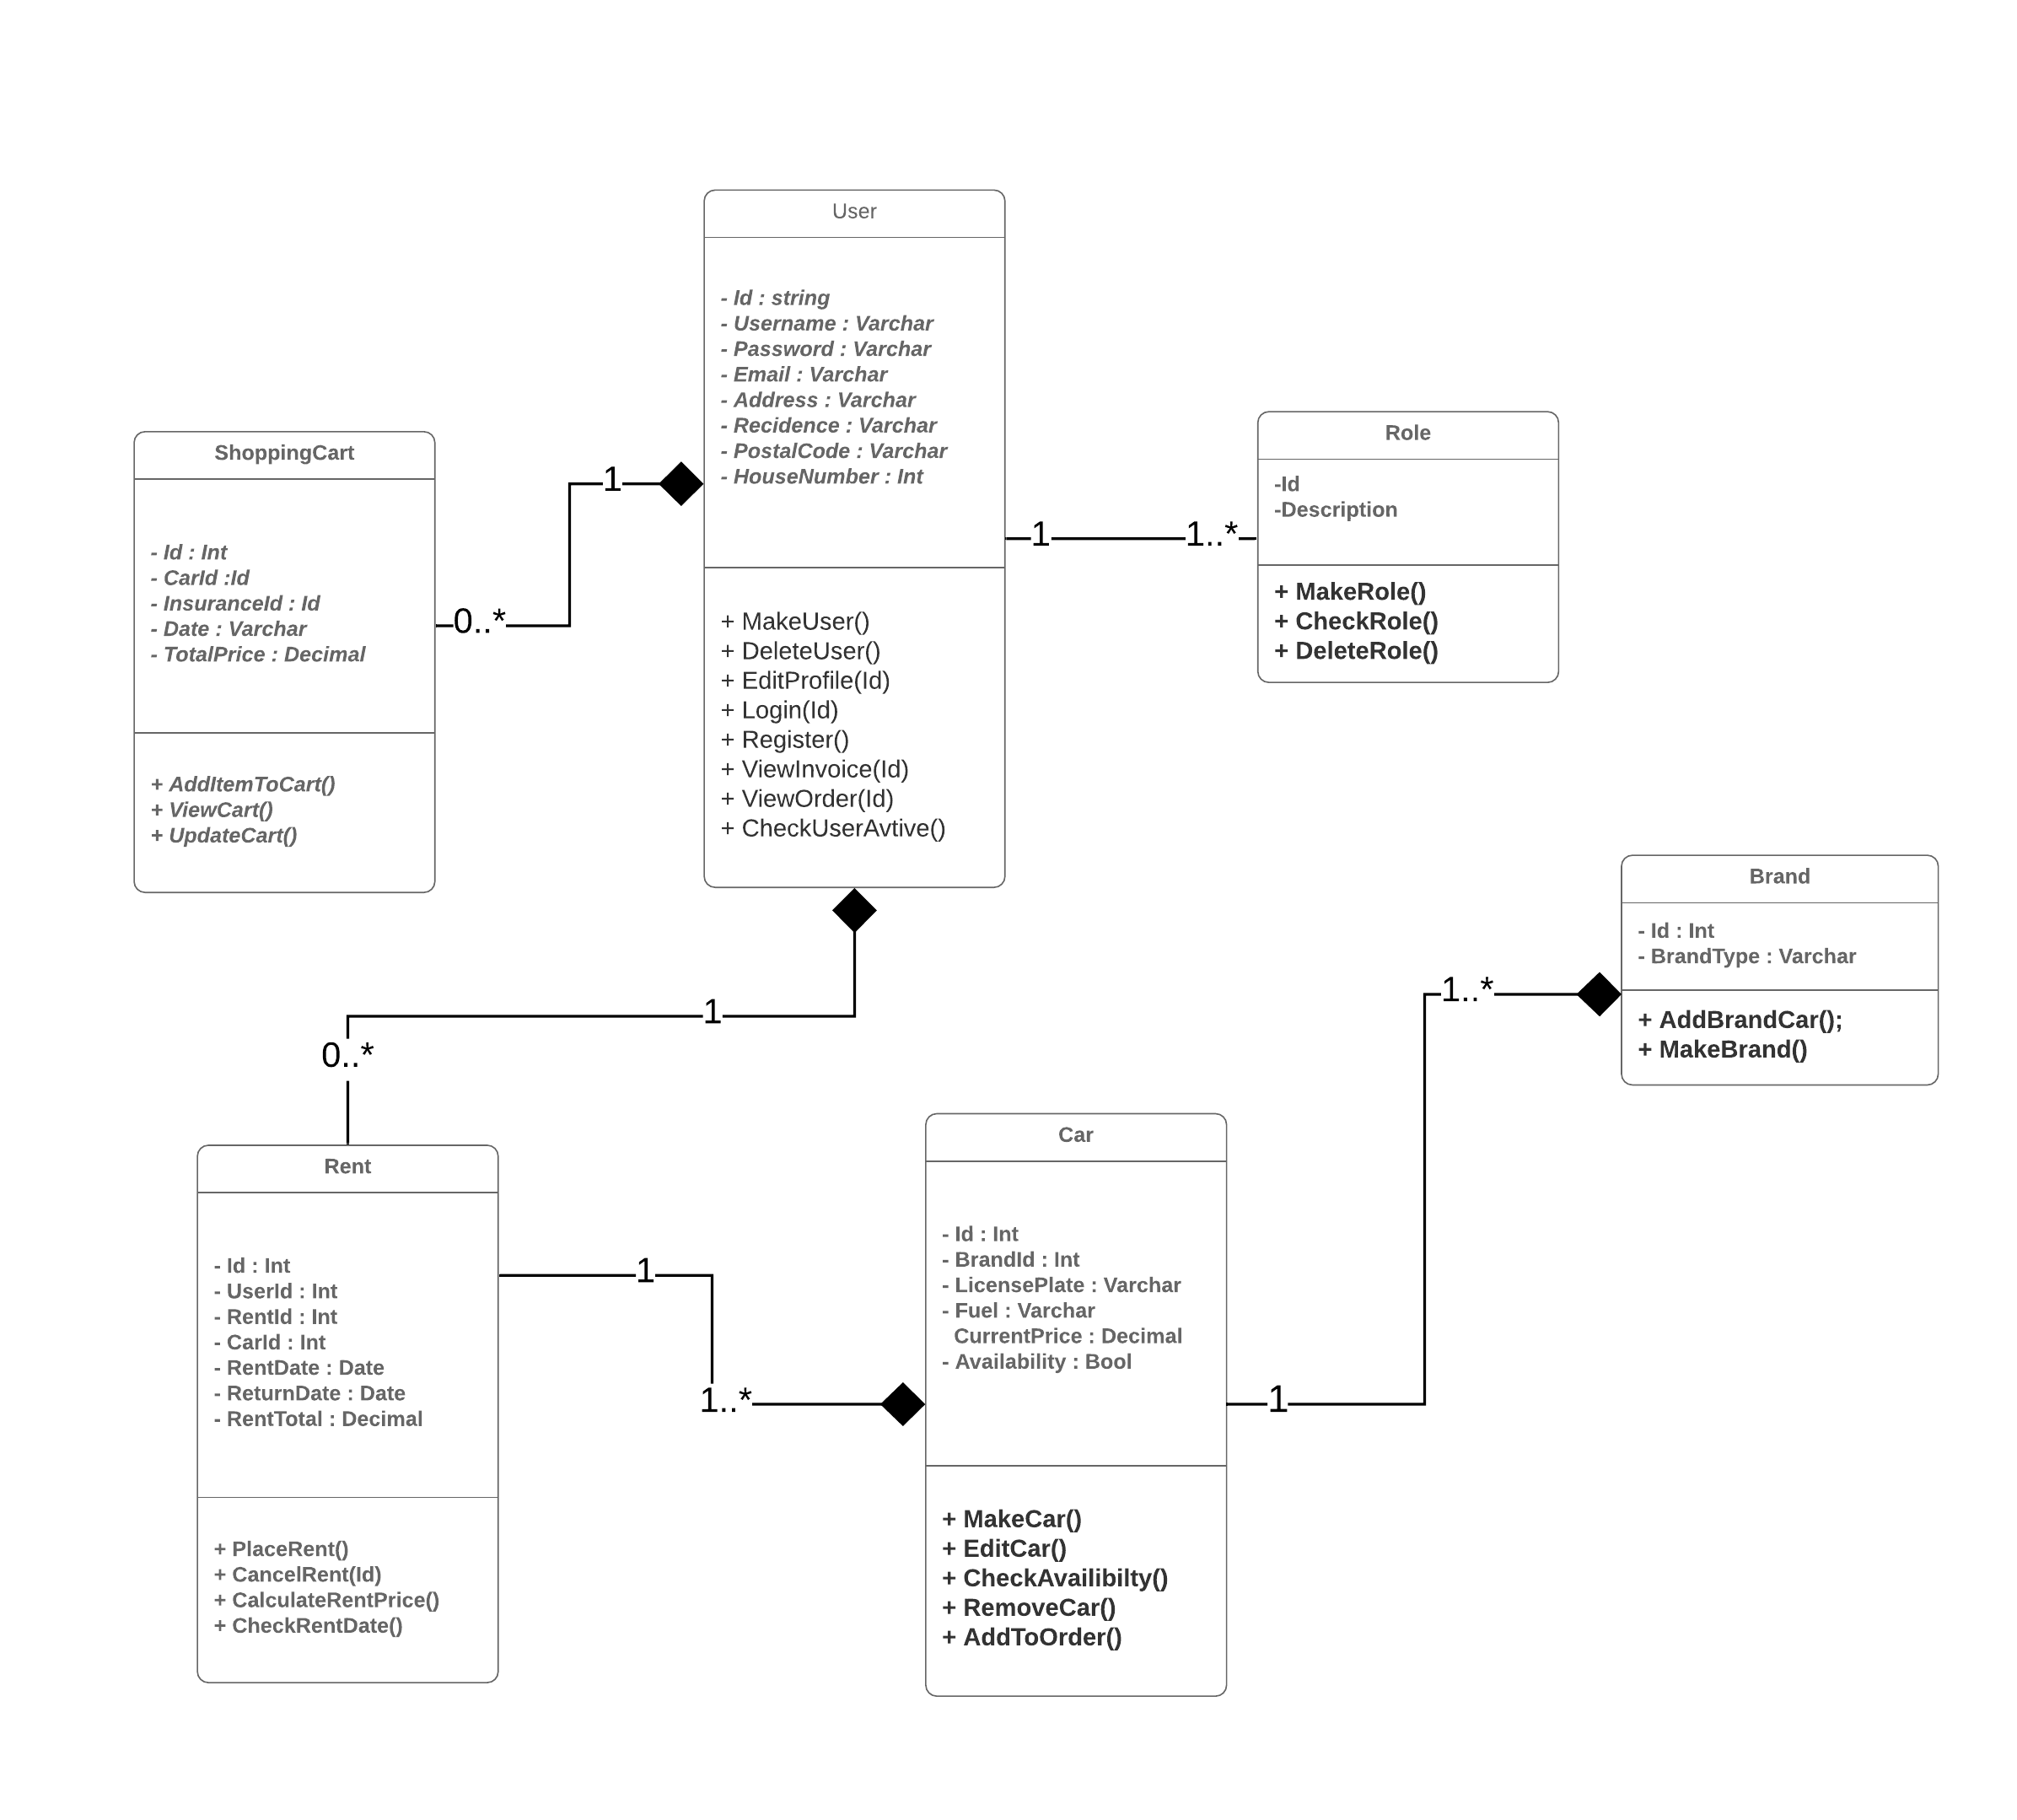 User
- Id : string
- Username : Varchar
- Password : Varchar
- Email : Varchar
- Address : Varchar
- Recidence : Varchar
- PostalCode : Varchar
- HouseNumber : Int
+ MakeUser()
+ DeleteUser()
+ EditProfile(Id)
+ Login(Id)
+ Register()
+ ViewInvoice(Id)
+ ViewOrder(Id)
+ CheckUserAvtive()
ShoppingCart
- Id : Int
- CarId :Id
- InsuranceId : Id
- Date : Varchar
- TotalPrice : Decimal
+ AddItemToCart()
+ ViewCart()
+ UpdateCart()
1
0..*
1
1..*
Role
-Id
-Description
+ MakeRole()
+ CheckRole()
+ DeleteRole()
Brand
- Id : Int
- BrandType : Varchar
+ AddBrandCar();
+ MakeBrand()
1
0..*
1..*
1
Rent
- Id : Int
- UserId : Int
- RentId : Int
- CarId : Int
- RentDate : Date
- ReturnDate : Date
- RentTotal : Decimal
+ PlaceRent()
+ CancelRent(Id)
+ CalculateRentPrice()
+ CheckRentDate()
1
1..*
Car
- Id : Int
- BrandId : Int
- LicensePlate : Varchar
- Fuel : Varchar
CurrentPrice : Decimal
- Availability : Bool
+ MakeCar()
+ EditCar()
+ CheckAvailibilty()
+ RemoveCar()
+ AddToOrder()